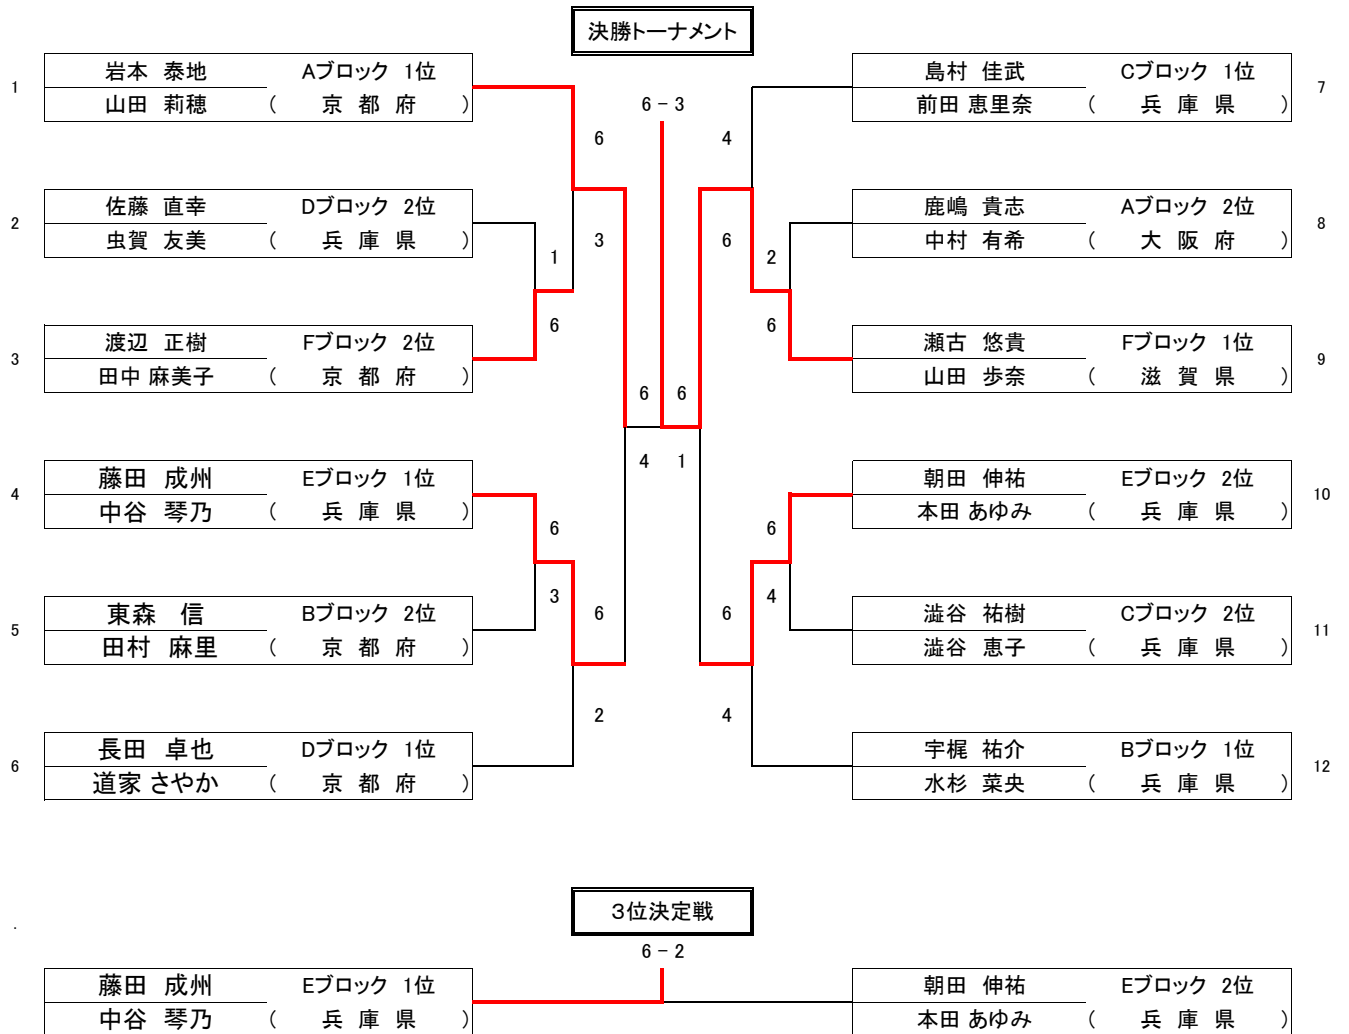 決勝トーナメント
1
岩本 泰地 Aブロック 1位
山田 莉穂 ( 京 都 府 )
2
佐藤 直幸 Dブロック 2位
虫賀 友美 ( 兵 庫 県 )
3
渡辺 正樹 Fブロック 2位
田中 麻美子 ( 京 都 府 )
4
藤田 成州 Eブロック 1位
中谷 琴乃 ( 兵 庫 県 )
5
東森 信 Bブロック 2位
田村 麻里 ( 京 都 府 )
6
長田 卓也 Dブロック 1位
道家 さやか ( 京 都 府 )
6
3
1
6
6
3
6
2
6 - 3
6 6
4 1
4
6
2
6
6
4
6
4
島村 佳武 Cブロック 1位
前田 恵里奈 ( 兵 庫 県 )
7
鹿嶋 貴志 Aブロック 2位
中村 有希 ( 大 阪 府 )
8
瀬古 悠貴 Fブロック 1位
山田 歩奈 ( 滋 賀 県 )
9
朝田 伸祐 Eブロック 2位
本田 あゆみ ( 兵 庫 県 )
10
澁谷 祐樹 Cブロック 2位
澁谷 恵子 ( 兵 庫 県 )
11
宇梶 祐介 Bブロック 1位
水杉 菜央 ( 兵 庫 県 )
12
3位決定戦
.
6 - 2
藤田 成州 Eブロック 1位
中谷 琴乃 ( 兵 庫 県 )
朝田 伸祐 Eブロック 2位
本田 あゆみ ( 兵 庫 県 )